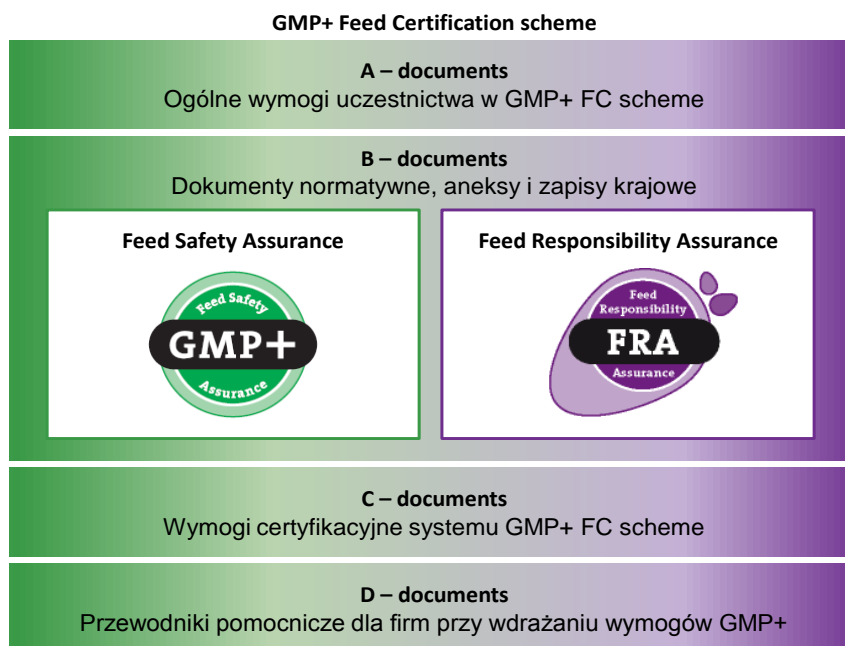 GMP+ Feed Certification scheme
A – documents
Ogólne wymogi uczestnictwa w GMP+ FC scheme
B – documents
Dokumenty normatywne, aneksy i zapisy krajowe
Feed Safety Assurance
Feed Safety
GMP+
Assurance
Feed Responsibility Assurance
Feed
Responsibility
FRA
Assurance
C – documents
Wymogi certyfikacyjne systemu GMP+ FC scheme
D – documents
Przewodniki pomocnicze dla firm przy wdrażaniu wymogów GMP+